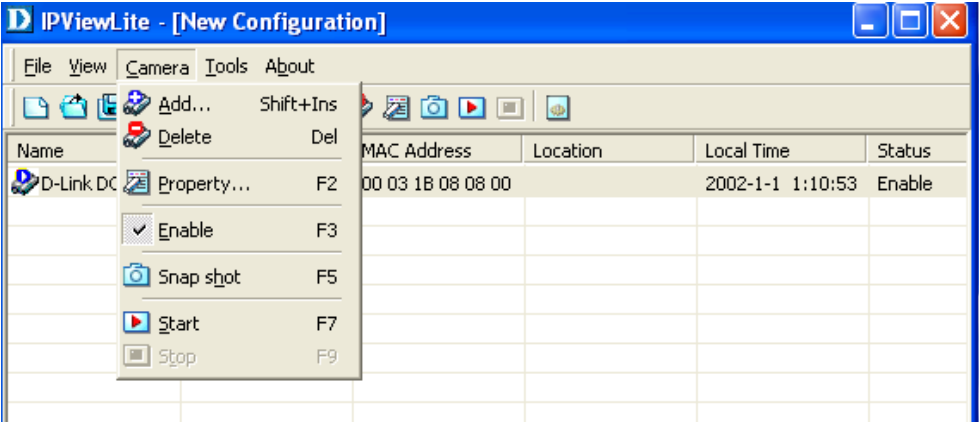 D IPViewLite - [New Configuration]
File View Camera Tools About
Add... Shift+Ins
Delete Del
Name MAC Address Location Local Time Status
D-Link DC 00 03 1B 08 08 00 2002-1-1 1:10:53 Enable
Property... F2
Enable F3
Snap shot F5
Start F7
Stop F9